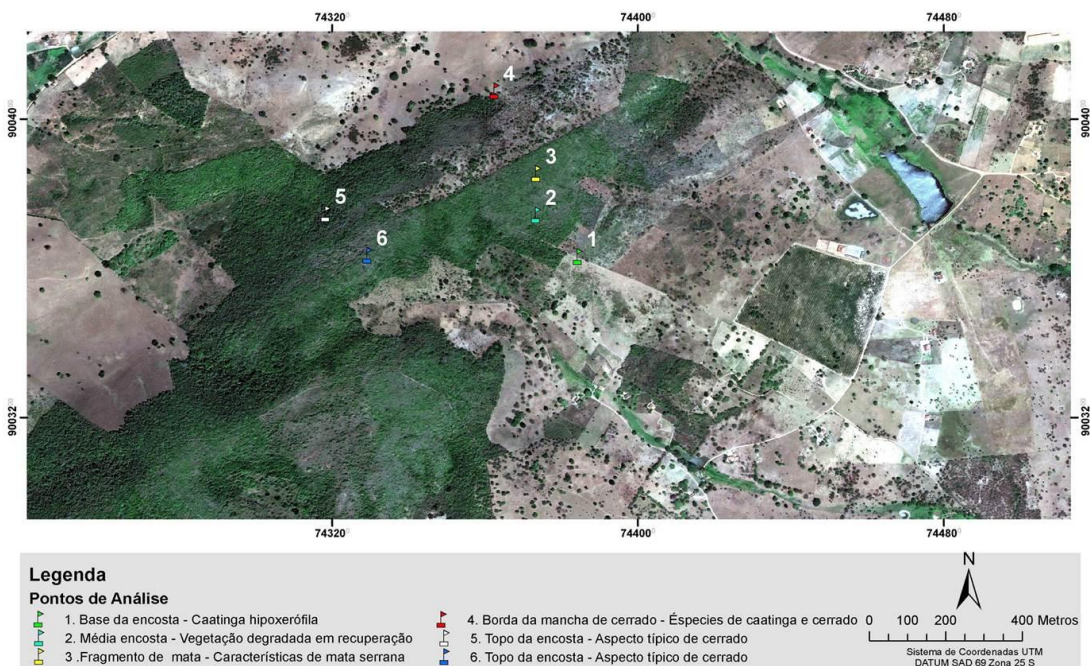 74320 74400 74480
90040 90040
4
3
5
2
6
1
90032 90032
74320 74400 74480
Legenda
Pontos de Análise
1. Base da encosta - Caatinga hipoxerófila
2. Média encosta - Vegetação degradada em recuperação
3 .Fragmento de mata - Características de mata serrana
4. Borda da mancha de cerrado - Éspecies de caatinga e cerrado
5. Topo da encosta - Aspecto típico de cerrado
6. Topo da encosta - Aspecto típico de cerrado
N
0 100 200 400 Metros
Sistema de Coordenadas UTM
DATUM SAD 69 Zona 25 S